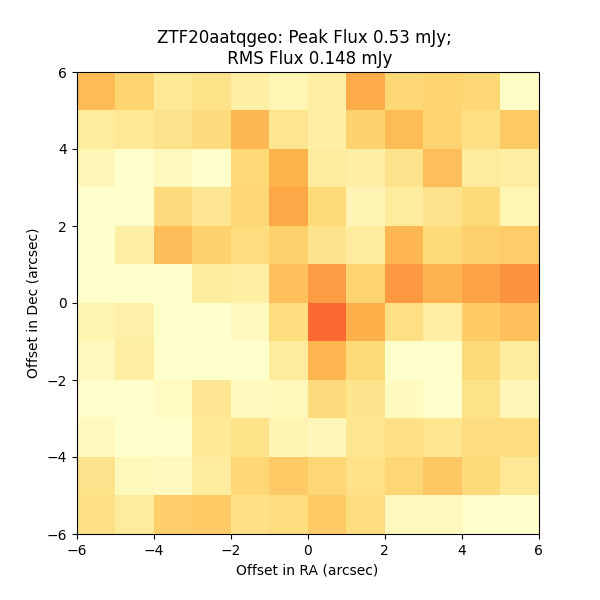 ZTF20aatqgeo: Peak Flux 0.53 mJy;
RMS Flux 0.148 mJy
6
4
2
0
−2
−4
−6
Offset in Dec (arcsec)
−6 −4 −2 0 2 4 6
Offset in RA (arcsec)